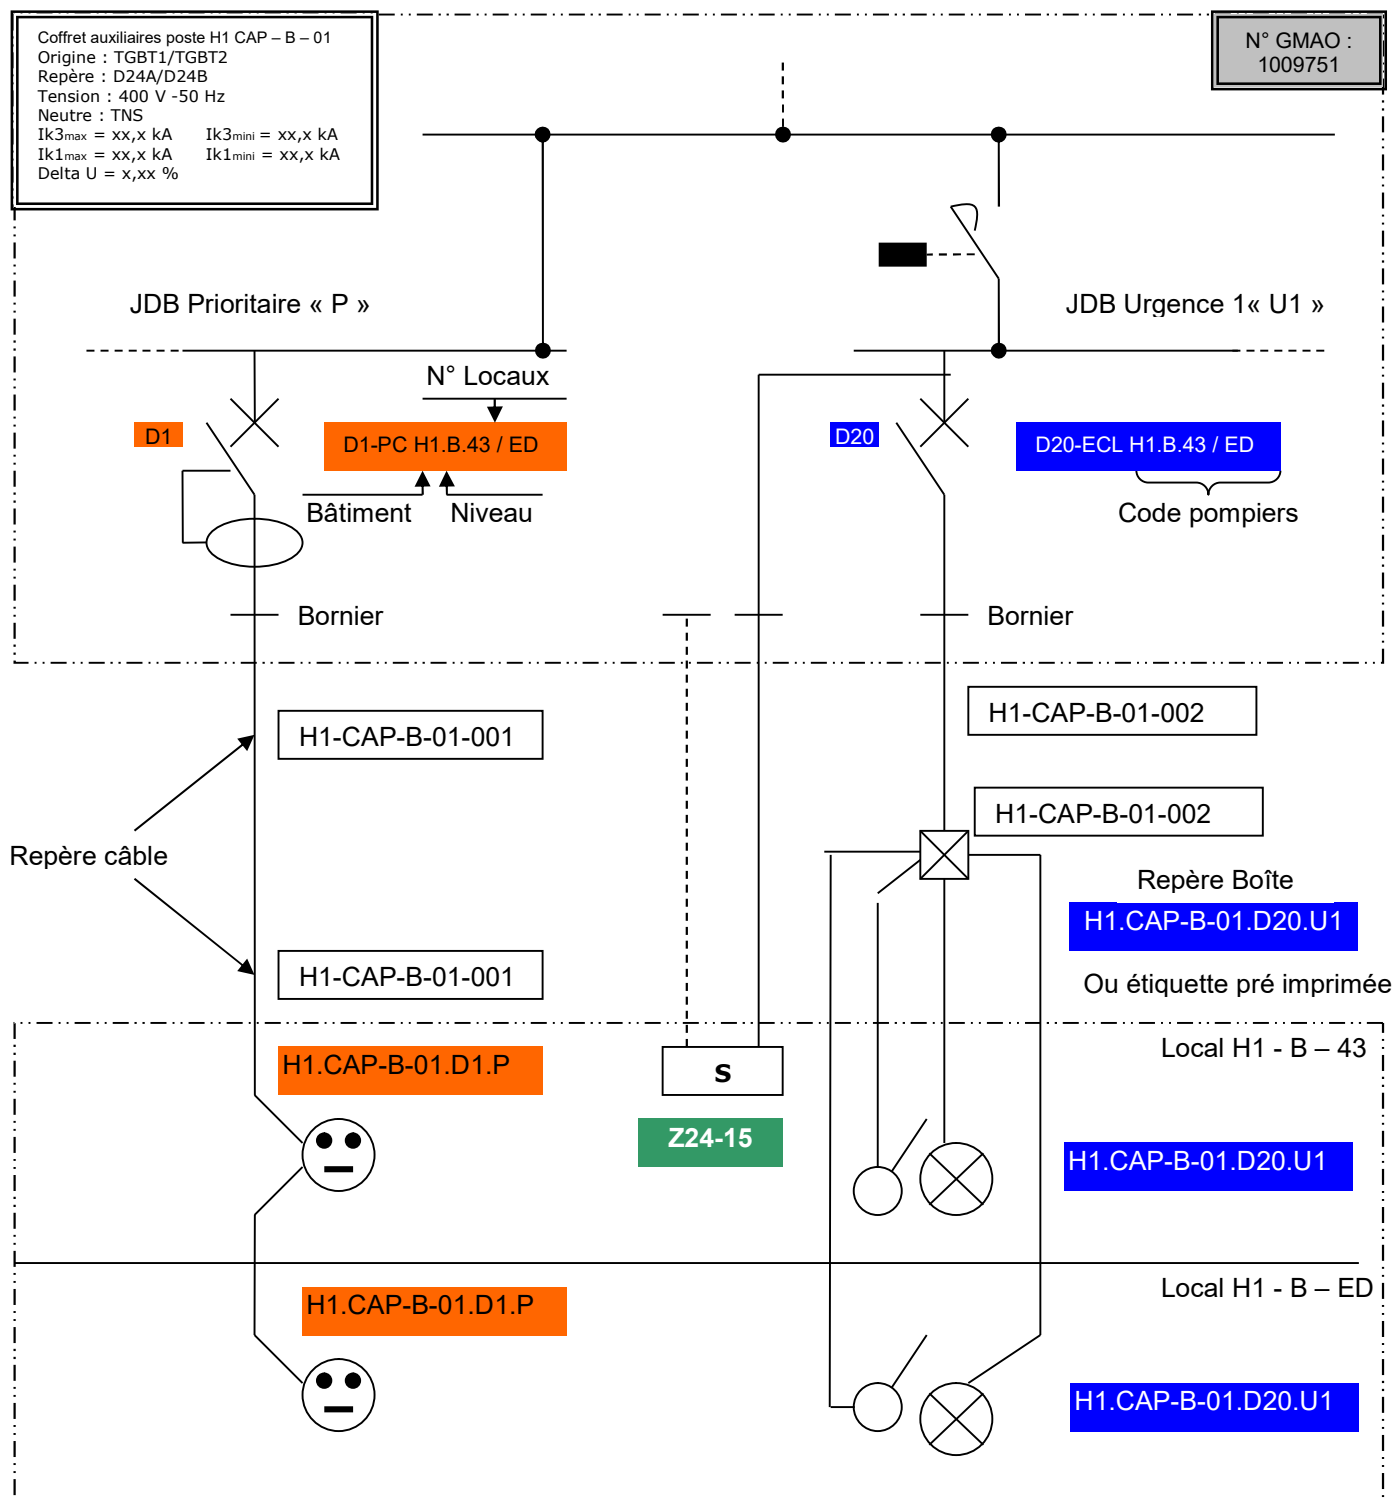 Coffret auxiliaires poste H1 CAP – B – 01
Origine : TGBT1/TGBT2
Repère : D24A/D24B
Tension : 400 V -50 Hz
Neutre : TNS
Ik3max = xx,x kA Ik3mini = xx,x kA
Ik1max = xx,x kA Ik1mini = xx,x kA
Delta U = x,xx %
N° GMAO :
1009751
JDB Prioritaire « P »
JDB Urgence 1« U1 »
N° Locaux
D1
D1-PC H1.B.43 / ED
D20
D20-ECL H1.B.43 / ED
Bâtiment
Niveau
Code pompiers
Bornier
Bornier
H1-CAP-B-01-001
H1-CAP-B-01-002
H1-CAP-B-01-002
Repère câble
Repère Boîte
H1.CAP-B-01.D20.U1
H1-CAP-B-01-001
Ou étiquette pré imprimée
Local H1 - B – 43
H1.CAP-B-01.D1.P
S
Z24-15
H1.CAP-B-01.D20.U1
Local H1 - B – ED
H1.CAP-B-01.D1.P
H1.CAP-B-01.D20.U1